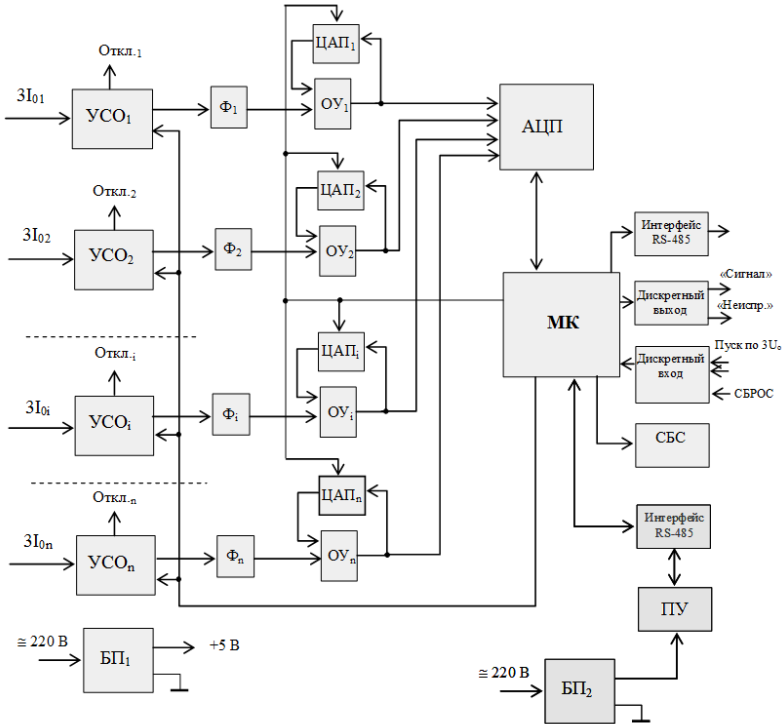 ЦАП1
Откл.1
3I01
УСО1
Ф1
ОУ1
АЦП
ЦАП2
Откл.2
3I02
УСО2
Ф2
ОУ2
Интерфейс
RS-485
МК
Дискретный
выход
«Сигнал»
«Неиспр.»
Откл.i
ЦАПi
Дискретный
вход
Пуск по 3U0
СБРОС
3I0i
УСОi
Фi
ОУi
СБС
Откл.n
ЦАПn
3I0n
УСОn
Фn
ОУn
Интерфейс
RS-485
ПУ
≅ 220 В
БП1
+5 В
≅ 220 В
БП2